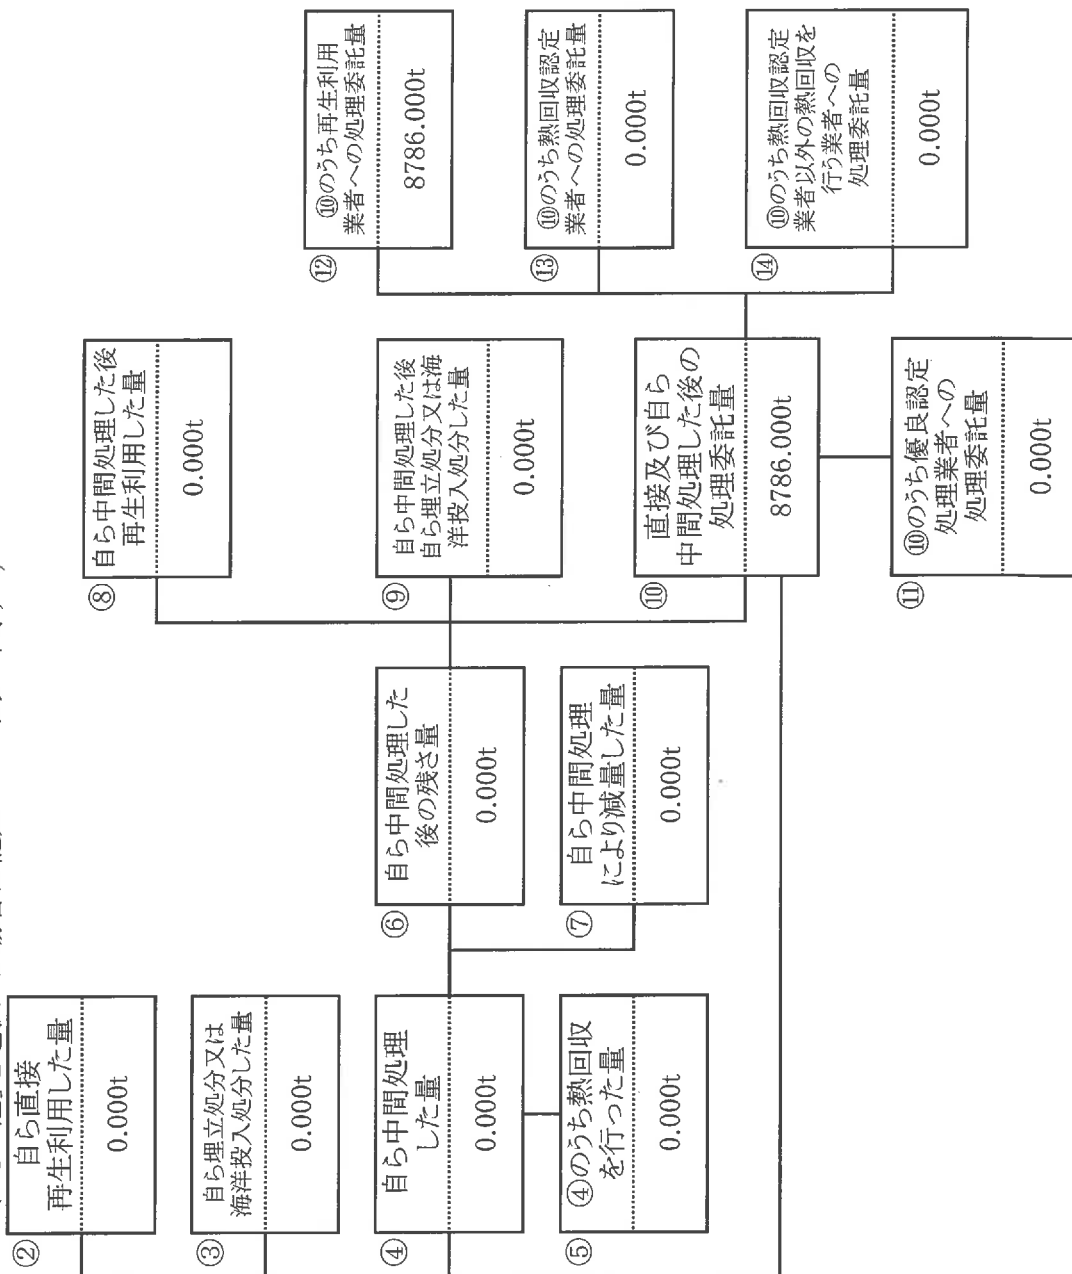 ②
自ら直接
再生利用した量
0.000t
③
自ら埋立処分又は
海洋投入処分した量
0.000t
④
自ら中間処理
した量
0.000t
⑤
④のうち熱回収
を行った量
0.000t
⑥
自ら中間処理した
後の残さ量
0.000t
⑦
自ら中間処理
により減量した量
0.000t
⑧
自ら中間処理した後
再生利用した量
0.000t
⑨
自ら中間処理した後
自ら埋立処分又は海
洋投入処分した量
0.000t
⑩
直接及び自ら
中間処理した後の
処理委託量
8786.000t
⑪
⑩のうち優良認定
処理業者への
処理委託量
0.000t
⑫
⑩のうち再生利用
業者への処理委託量
8786.000t
⑬
⑩のうち熱回収認定
業者への処理委託量
0.000t
⑭
⑩のうち熱回収認定
業者以外の熱回収を
行う業者への
処理委託量
0.000t